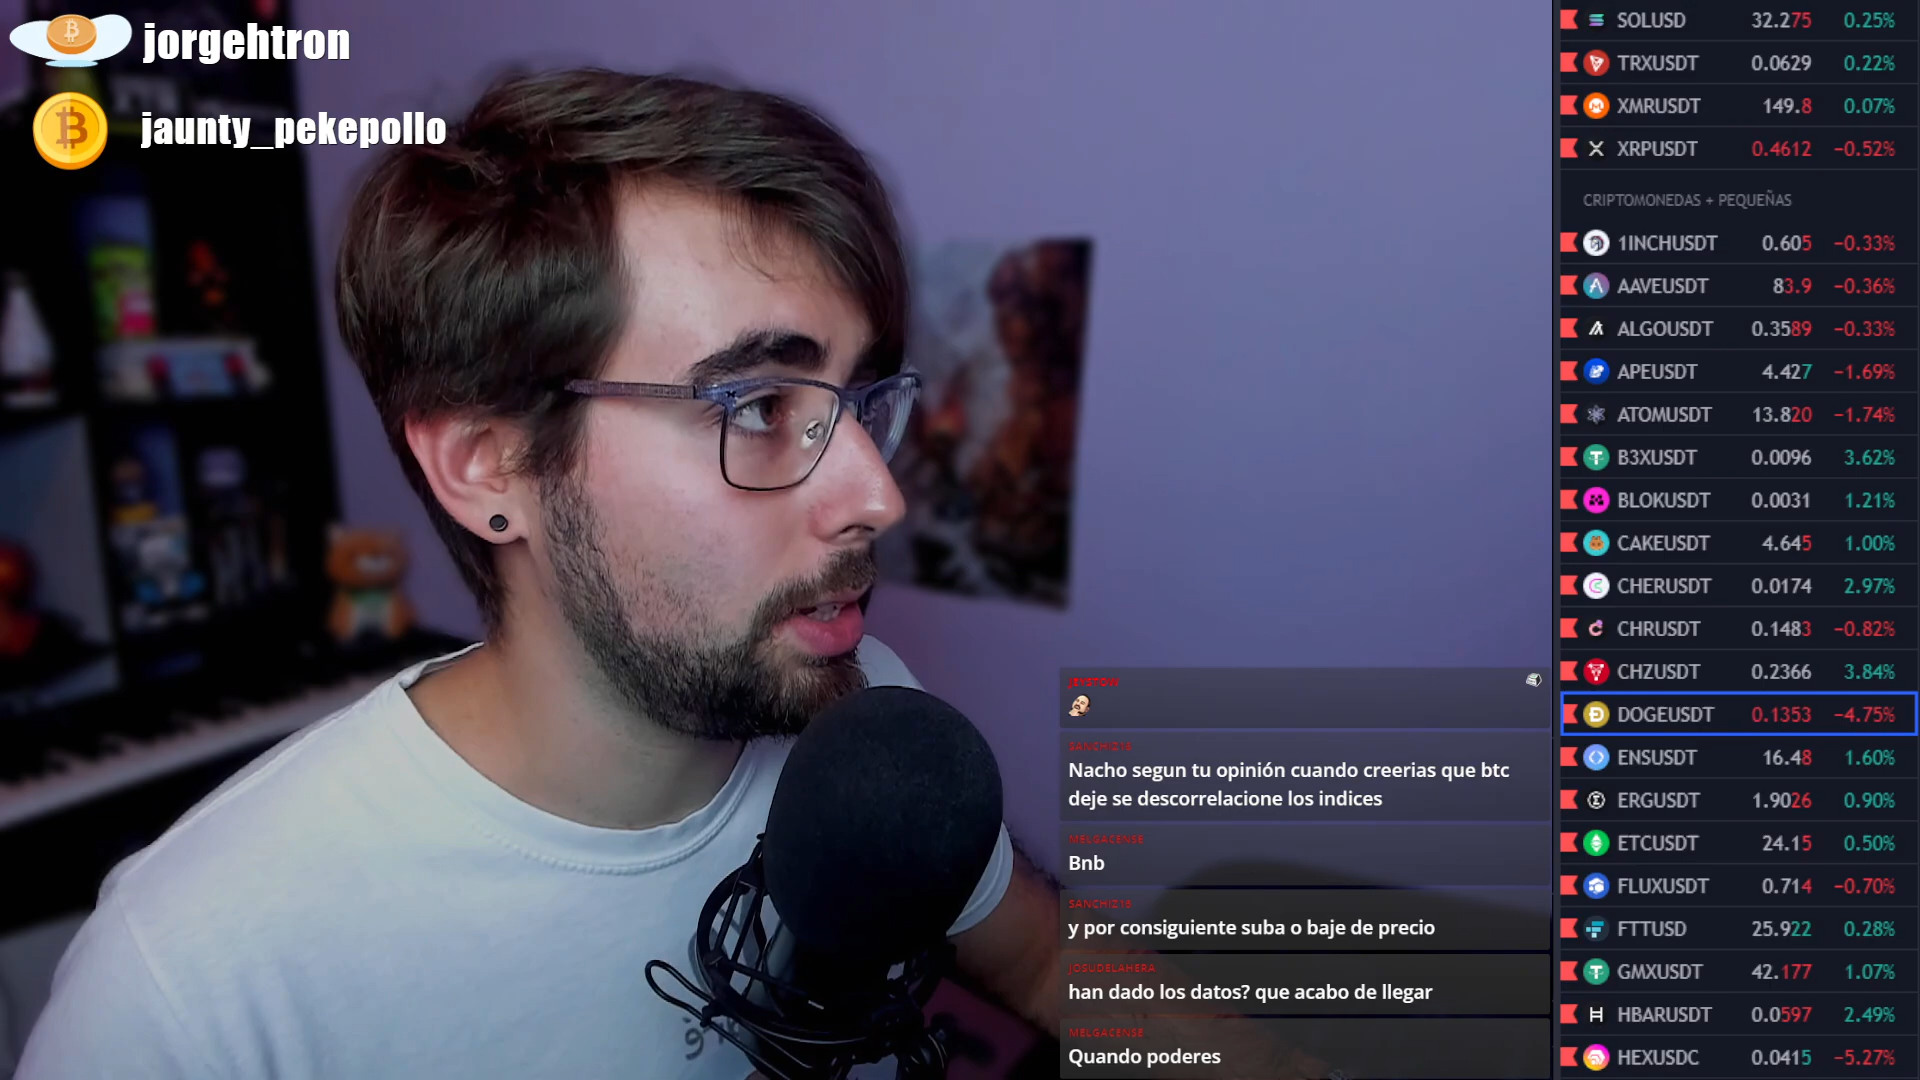 jorgehtron
jaunty_pekepollo
SOLUSD 32.275 0.25%
TRXUSDT 0.0629 0.22%
XMRUSDT 149.8 0.07%
XRPUSDT 0.4612 −0.52%
CRIPTOMONEDAS + PEQUEÑAS
1INCHUSDT 0.605 −0.33%
AAVEUSDT 83.9 −0.36%
ALGOUSDT 0.3589 −0.33%
APEUSDT 4.427 −1.69%
ATOMUSDT 13.820 −1.74%
B3XUSDT 0.0096 3.62%
BLOKUSDT 0.0031 1.21%
CAKEUSDT 4.645 1.00%
CHERUSDT 0.0174 2.97%
CHRUSDT 0.1483 −0.82%
CHZUSDT 0.2366 3.84%
DOGEUSDT 0.1353 −4.75%
ENSUSDT 16.48 1.60%
ERGUSDT 1.9026 0.90%
ETCUSDT 24.15 0.50%
FLUXUSDT 0.714 −0.70%
FTTUSD 25.922 0.28%
GMXUSDT 42.177 1.07%
HBARUSDT 0.0597 2.49%
HEXUSDC 0.0415 −5.27%
JEYSTOW
SANCHIZ16
Nacho segun tu opinión cuando creerias que btc
deje se descorrelacione los indices
MELGACENSE
Bnb
SANCHIZ16
y por consiguiente suba o baje de precio
JOSUDELAHERA
han dado los datos? que acabo de llegar
MELGACENSE
Quando poderes